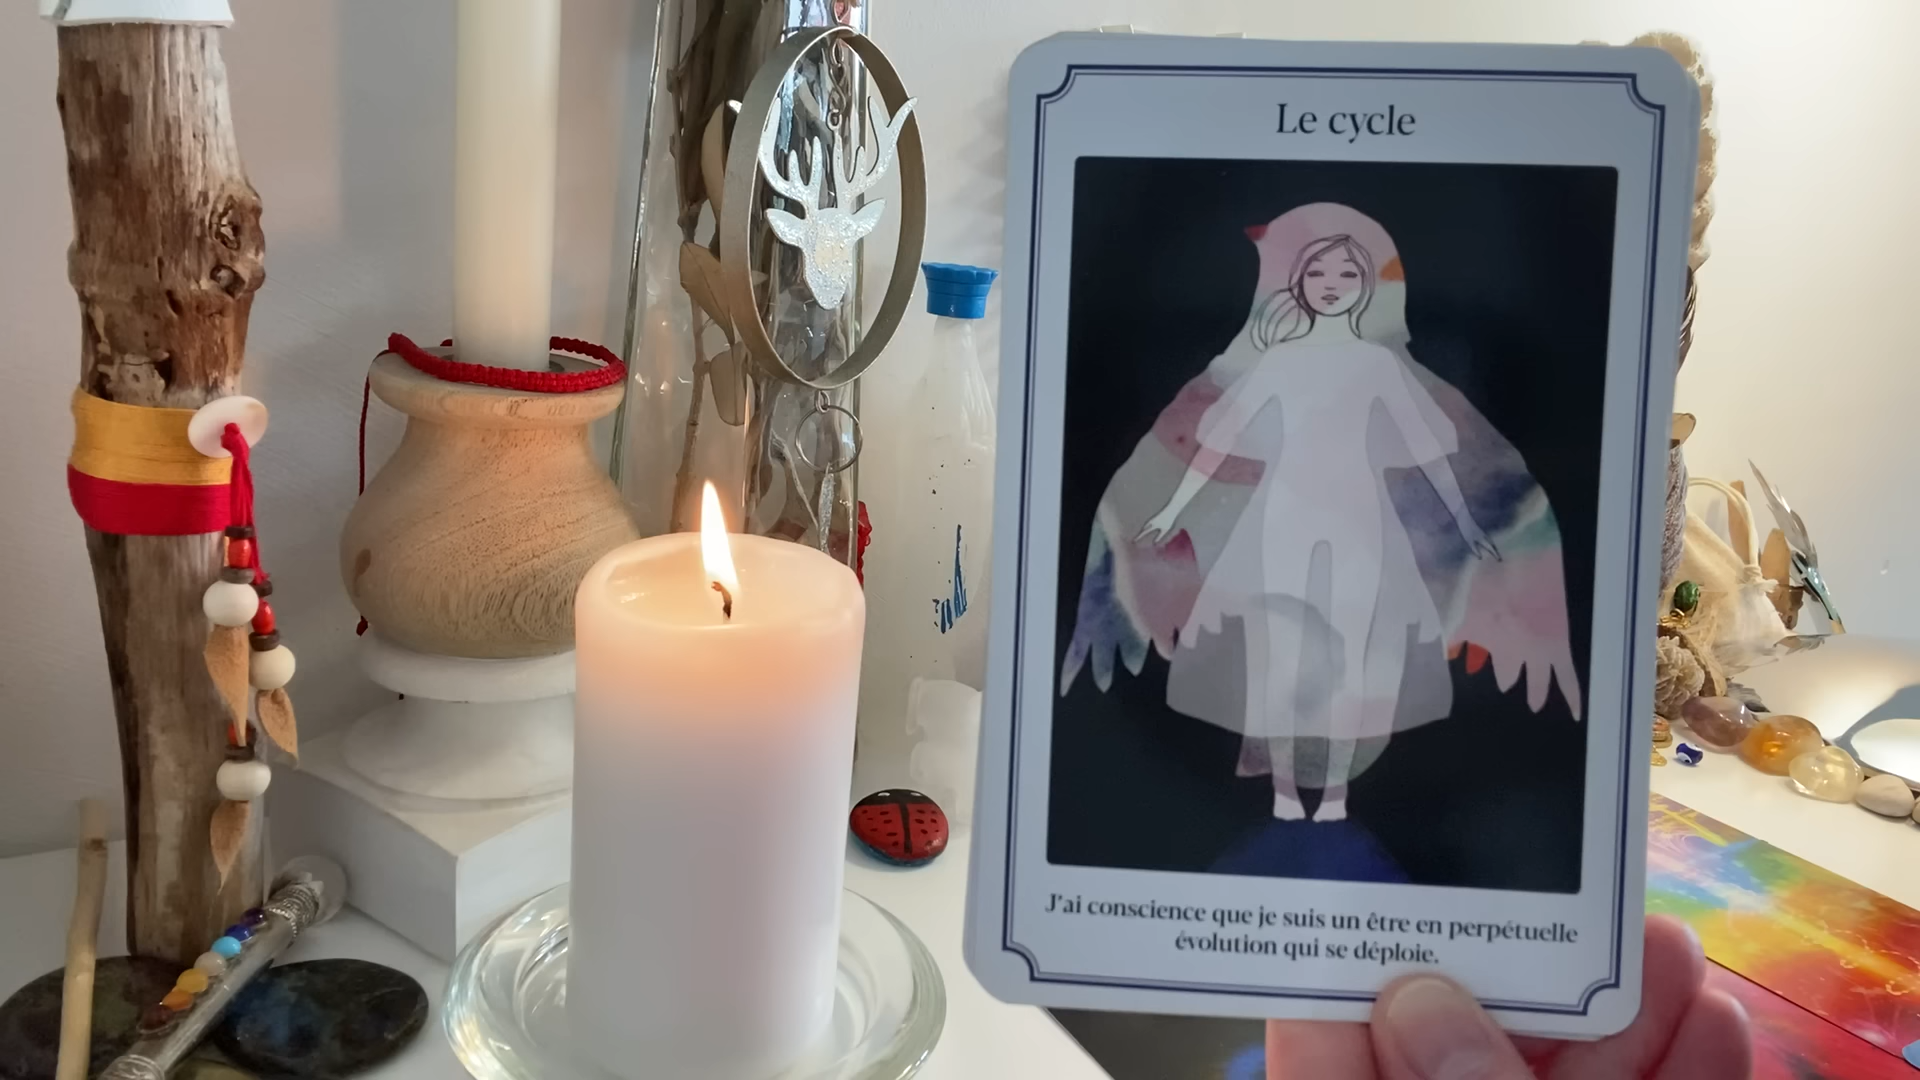 Le cycle
J'ai conscience que je suis un être en perpétuelle
évolution qui se déploie.